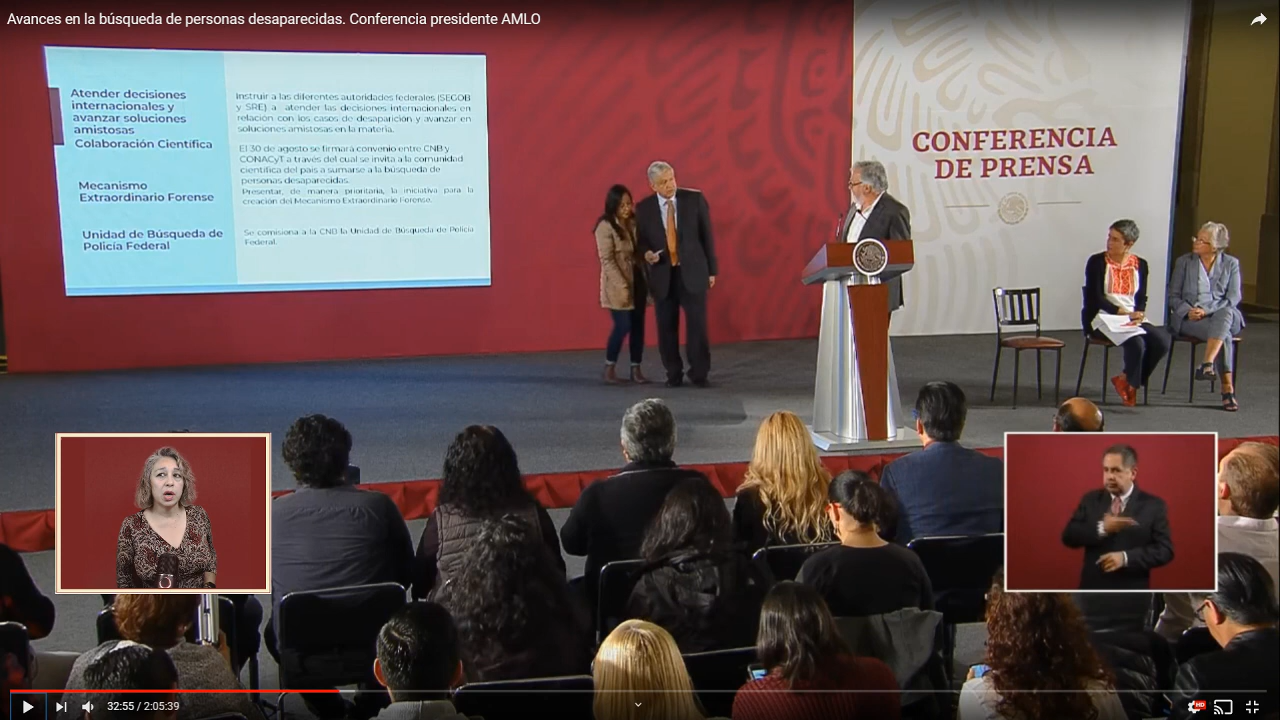 Avances en la búsqueda de personas desaparecidas. Conferencia presidente AMLO
Atender decisiones
internacionales y
avanzar soluciones
amistosas
Instruir a las diferentes autoridades federales (SEGOB
y SRE) a atender las decisiones internacionales en
relación con los casos de desaparición y avanzar en
soluciones amistosas en la materia.
Colaboración Científica
El 30 de agosto se firmará convenio entre CNB y
CONACyT a través del cual se invita a la comunidad
científica del país a sumarse a la búsqueda de
personas desaparecidas.
Mecanismo
Extraordinario Forense
Presentar, de manera prioritaria, la iniciativa para la
creación del Mecanismo Extraordinario Forense.
Unidad de Búsqueda de
Policía Federal
Se comisiona a la CNB la Unidad de Búsqueda de Policía
Federal.
CONFERENCIA
DE PRENSA
32:55 / 2:05:39
HD